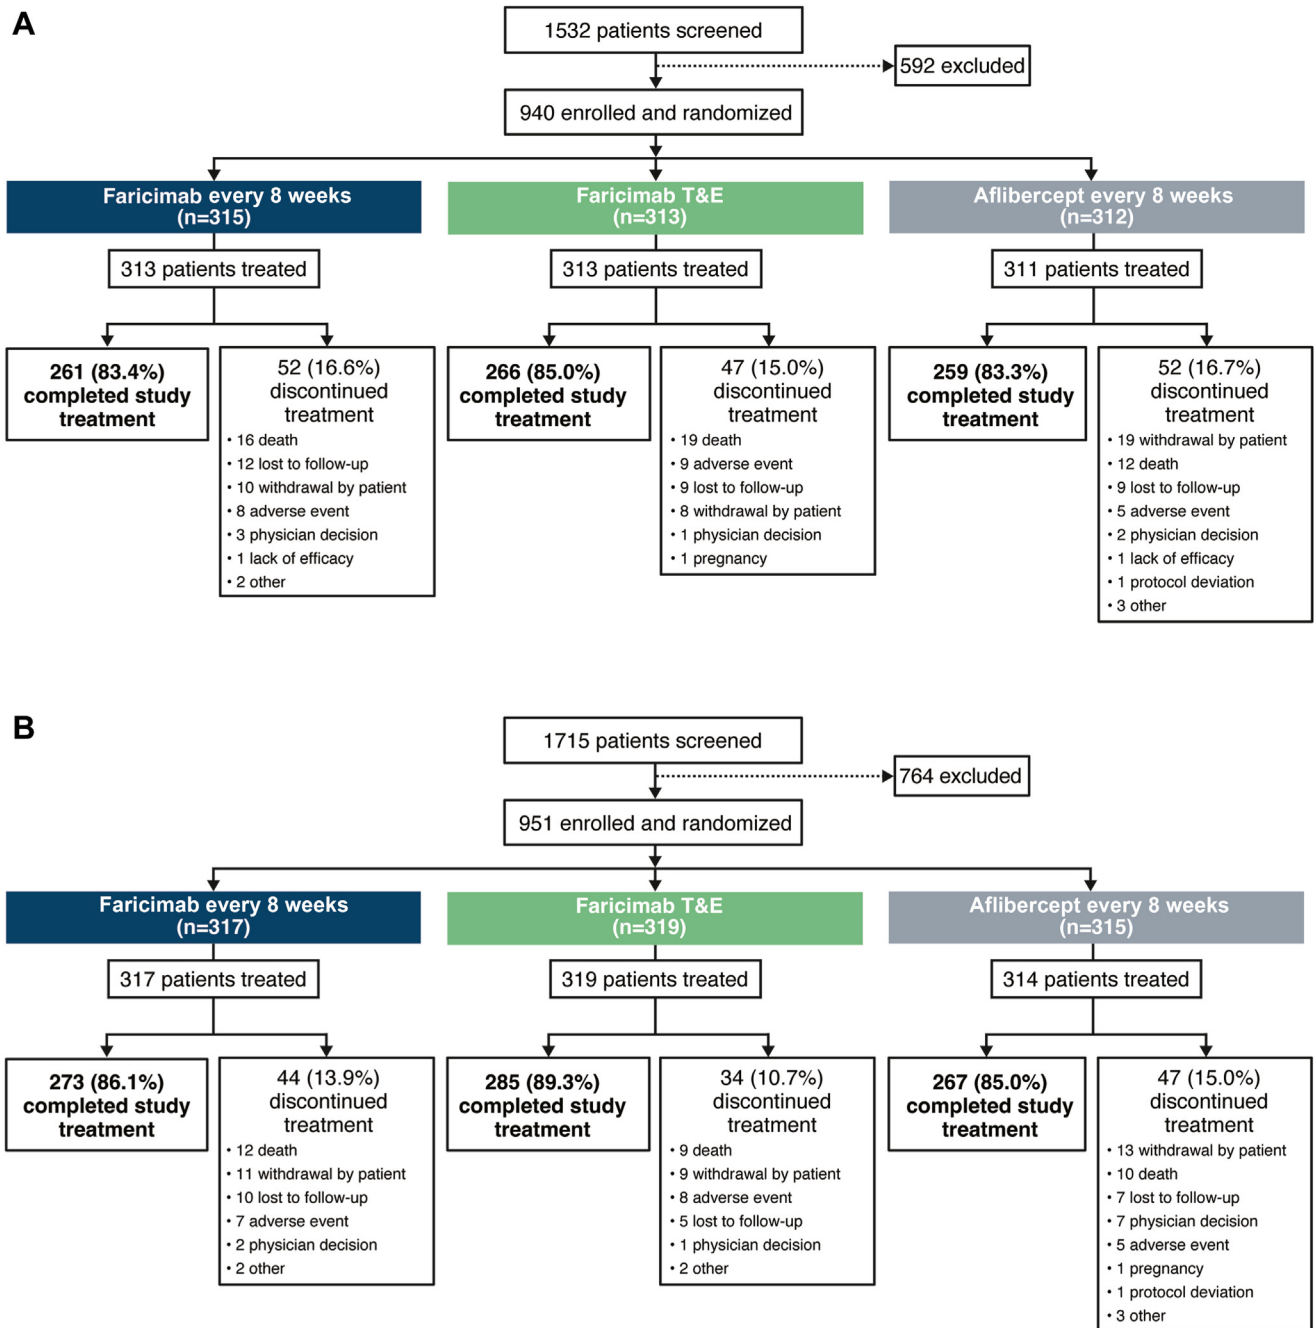 A
1532 patients screened
592 excluded
940 enrolled and randomized
Faricimab every 8 weeks
(n=315)
313 patients treated
261 (83.4%)
completed study
treatment
52 (16.6%)
discontinued
treatment
• 16 death
• 12 lost to follow-up
• 10 withdrawal by patient
• 8 adverse event
• 3 physician decision
• 1 lack of efficacy
• 2 other
Faricimab T&E
(n=313)
313 patients treated
266 (85.0%)
completed study
treatment
47 (15.0%)
discontinued
treatment
• 19 death
• 9 adverse event
• 9 lost to follow-up
• 8 withdrawal by patient
• 1 physician decision
• 1 pregnancy
Aflibercept every 8 weeks
(n=312)
311 patients treated
259 (83.3%)
completed study
treatment
52 (16.7%)
discontinued
treatment
• 19 withdrawal by patient
• 12 death
• 9 lost to follow-up
• 5 adverse event
• 2 physician decision
• 1 lack of efficacy
• 1 protocol deviation
• 3 other
B
1715 patients screened
764 excluded
951 enrolled and randomized
Faricimab every 8 weeks
(n=317)
317 patients treated
273 (86.1%)
completed study
treatment
44 (13.9%)
discontinued
treatment
• 12 death
• 11 withdrawal by patient
• 10 lost to follow-up
• 7 adverse event
• 2 physician decision
• 2 other
Faricimab T&E
(n=319)
319 patients treated
285 (89.3%)
completed study
treatment
34 (10.7%)
discontinued
treatment
• 9 death
• 9 withdrawal by patient
• 8 adverse event
• 5 lost to follow-up
• 1 physician decision
• 2 other
Aflibercept every 8 weeks
(n=315)
314 patients treated
267 (85.0%)
completed study
treatment
47 (15.0%)
discontinued
treatment
• 13 withdrawal by patient
• 10 death
• 7 lost to follow-up
• 7 physician decision
• 5 adverse event
• 1 pregnancy
• 1 protocol deviation
• 3 other